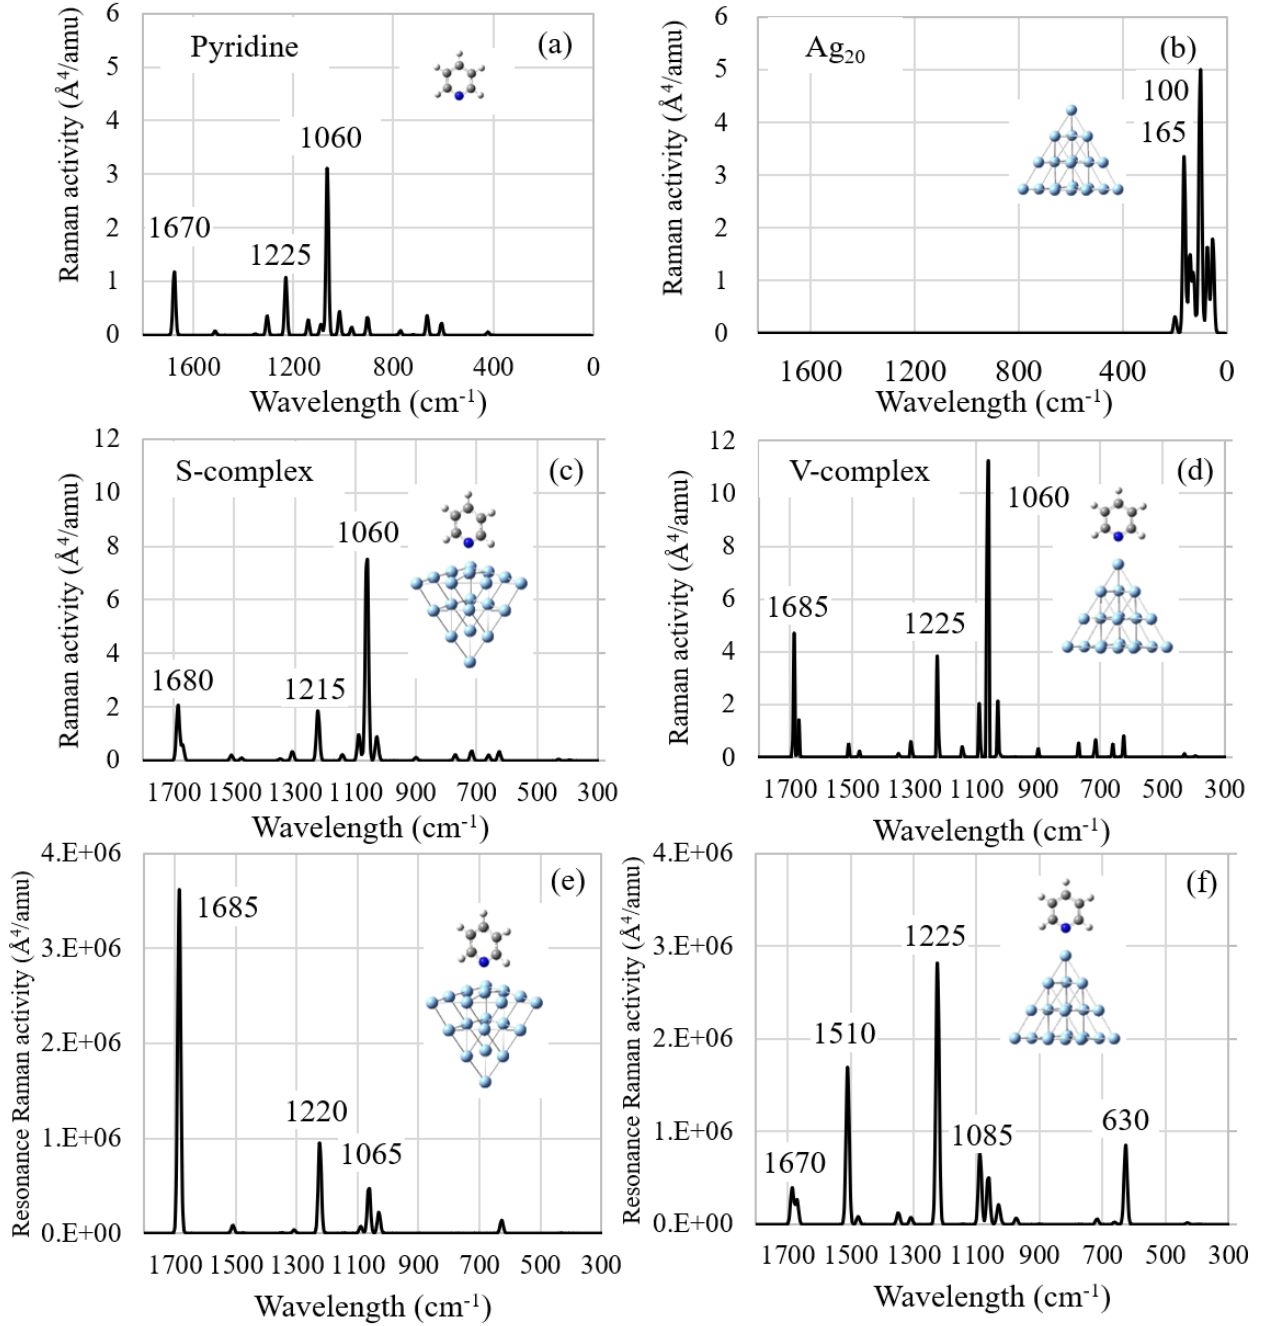 Pyridine
(a)
Raman activity (Å⁴/amu)
6
5
4
3
2
1
0
1670
1225
1060
1600 1200 800 400 0
Wavelength (cm⁻¹)
Ag₂₀
(b)
Raman activity (Å⁴/amu)
6
5
4
3
2
1
0
100
165
1600 1200 800 400 0
Wavelength (cm⁻¹)
S-complex
(c)
Raman activity (Å⁴/amu)
12
10
8
6
4
2
0
1680
1215
1060
1700 1500 1300 1100 900 700 500 300
Wavelength (cm⁻¹)
V-complex
(d)
Raman activity (Å⁴/amu)
12
10
8
6
4
2
0
1685
1225
1060
1700 1500 1300 1100 900 700 500 300
Wavelength (cm⁻¹)
(e)
Resonance Raman activity (Å⁴/amu)
4.E+06
3.E+06
2.E+06
1.E+06
0.E+00
1685
1220
1065
1700 1500 1300 1100 900 700 500 300
Wavelength (cm⁻¹)
(f)
Resonance Raman activity (Å⁴/amu)
4.E+06
3.E+06
2.E+06
1.E+06
0.E+00
1670
1510
1225
1085
630
1700 1500 1300 1100 900 700 500 300
Wavelength (cm⁻¹)